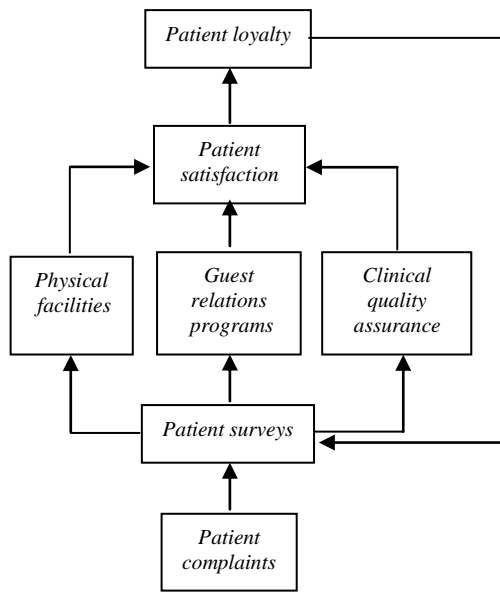 Patient loyalty
Patient
satisfaction
Physical
facilities
Guest
relations
programs
Clinical
quality
assurance
Patient surveys
Patient
complaints